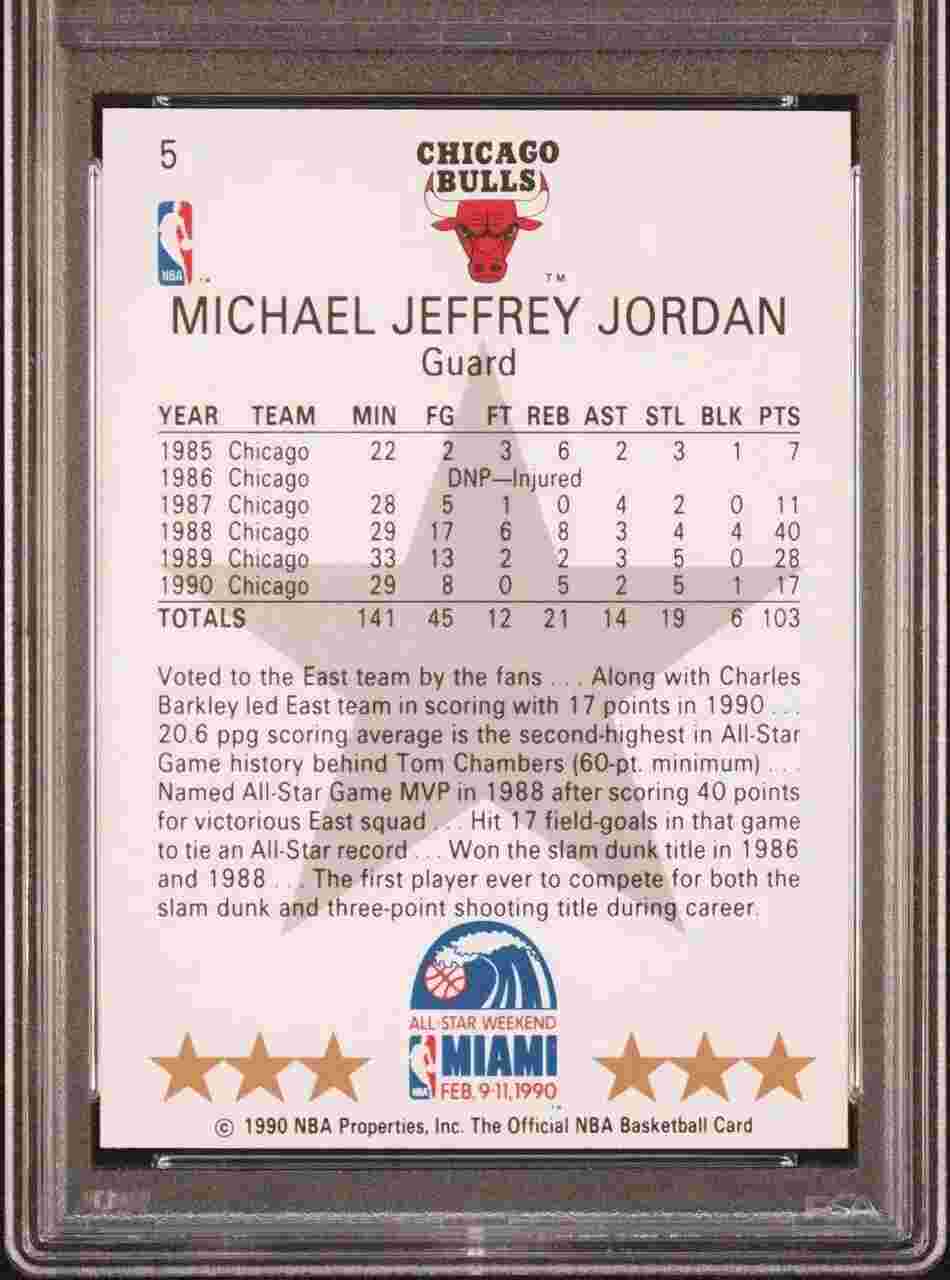 5
CHICAGO
BULLS
TM
NBA
MICHAEL JEFFREY JORDAN
Guard
YEAR TEAM MIN FG FT REB AST STL BLK PTS
1985 Chicago 22 2 3 6 2 3 1 7
1986 Chicago DNP—Injured
1987 Chicago 28 5 1 0 4 2 0 11
1988 Chicago 29 17 6 8 3 4 4 40
1989 Chicago 33 13 2 2 3 5 0 28
1990 Chicago 29 8 0 5 2 5 1 17
TOTALS 141 45 12 21 14 19 6 103
Voted to the East team by the fans ... Along with Charles
Barkley led East team in scoring with 17 points in 1990 ...
20.6 ppg scoring average is the second-highest in All-Star
Game history behind Tom Chambers (60-pt. minimum) ...
Named All-Star Game MVP in 1988 after scoring 40 points
for victorious East squad ... Hit 17 field-goals in that game
to tie an All-Star record ... Won the slam dunk title in 1986
and 1988 ... The first player ever to compete for both the
slam dunk and three-point shooting title during career.
ALL-STAR WEEKEND
MIAMI
NBA FEB. 9-11, 1990
© 1990 NBA Properties, Inc. The Official NBA Basketball Card
PSA